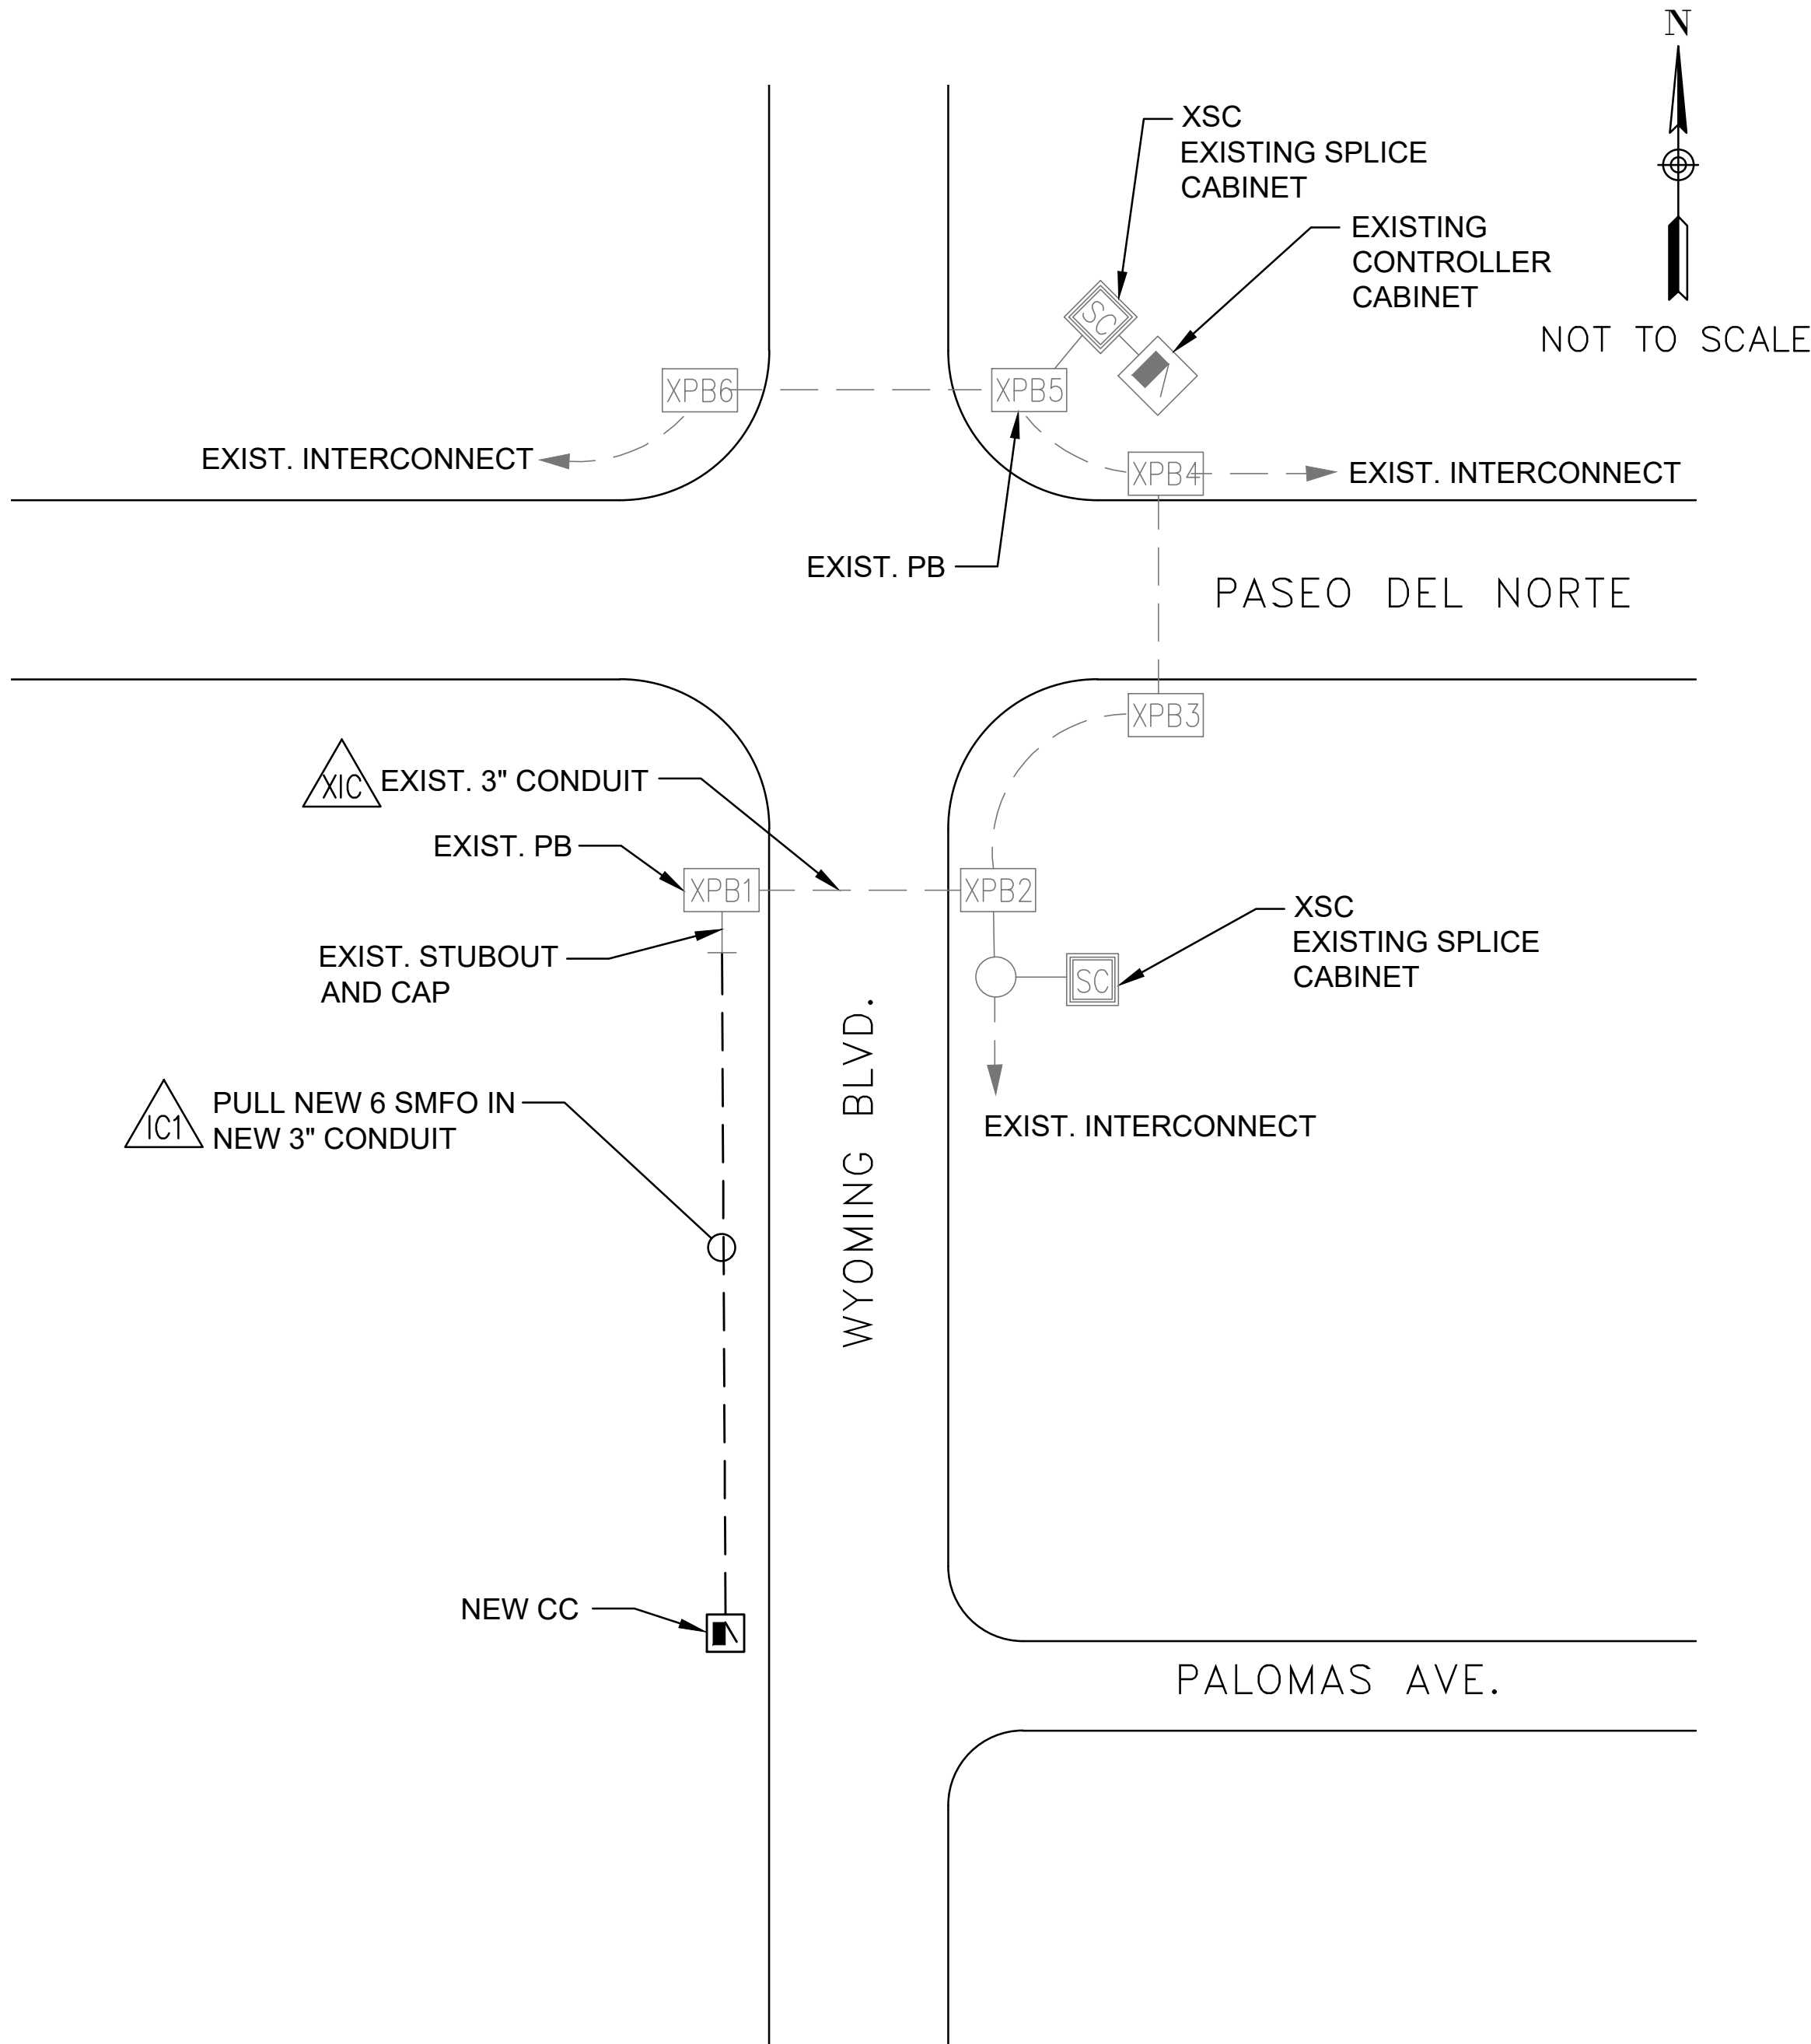 N
XSC
EXISTING SPLICE
CABINET
EXISTING
CONTROLLER
CABINET
NOT TO SCALE
SC
XPB6
XPB5
EXIST. INTERCONNECT
XPB4
EXIST. INTERCONNECT
EXIST. PB
PASEO DEL NORTE
XPB3
XIC
EXIST. 3" CONDUIT
EXIST. PB
XPB1
XPB2
XSC
EXISTING SPLICE
CABINET
EXIST. STUBOUT
AND CAP
SC
WYOMING BLVD.
IC1
PULL NEW 6 SMFO IN
NEW 3" CONDUIT
EXIST. INTERCONNECT
NEW CC
PALOMAS AVE.